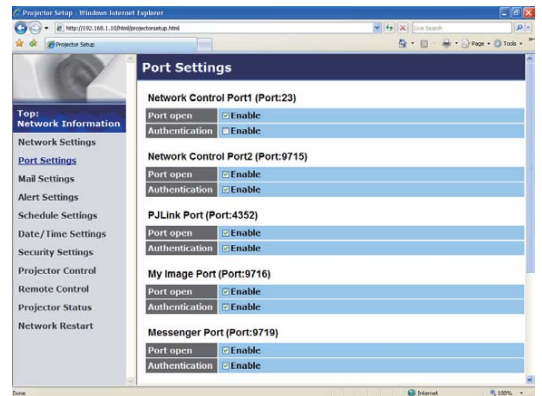 Projector Setup - Windows Internet Explorer
http://192.168.1.10/html/projectorsetup.html
Live Search
Projector Setup
Page
Tools
Top:
Network Information
Network Settings
Port Settings
Mail Settings
Alert Settings
Schedule Settings
Date/Time Settings
Security Settings
Projector Control
Remote Control
Projector Status
Network Restart
Port Settings
Network Control Port1 (Port:23)
Port open Enable
Authentication Enable
Network Control Port2 (Port:9715)
Port open Enable
Authentication Enable
PJLink Port (Port:4352)
Port open Enable
Authentication Enable
My Image Port (Port:9716)
Port open Enable
Authentication Enable
Messenger Port (Port:9719)
Port open Enable
Authentication Enable
Done
Internet
100%